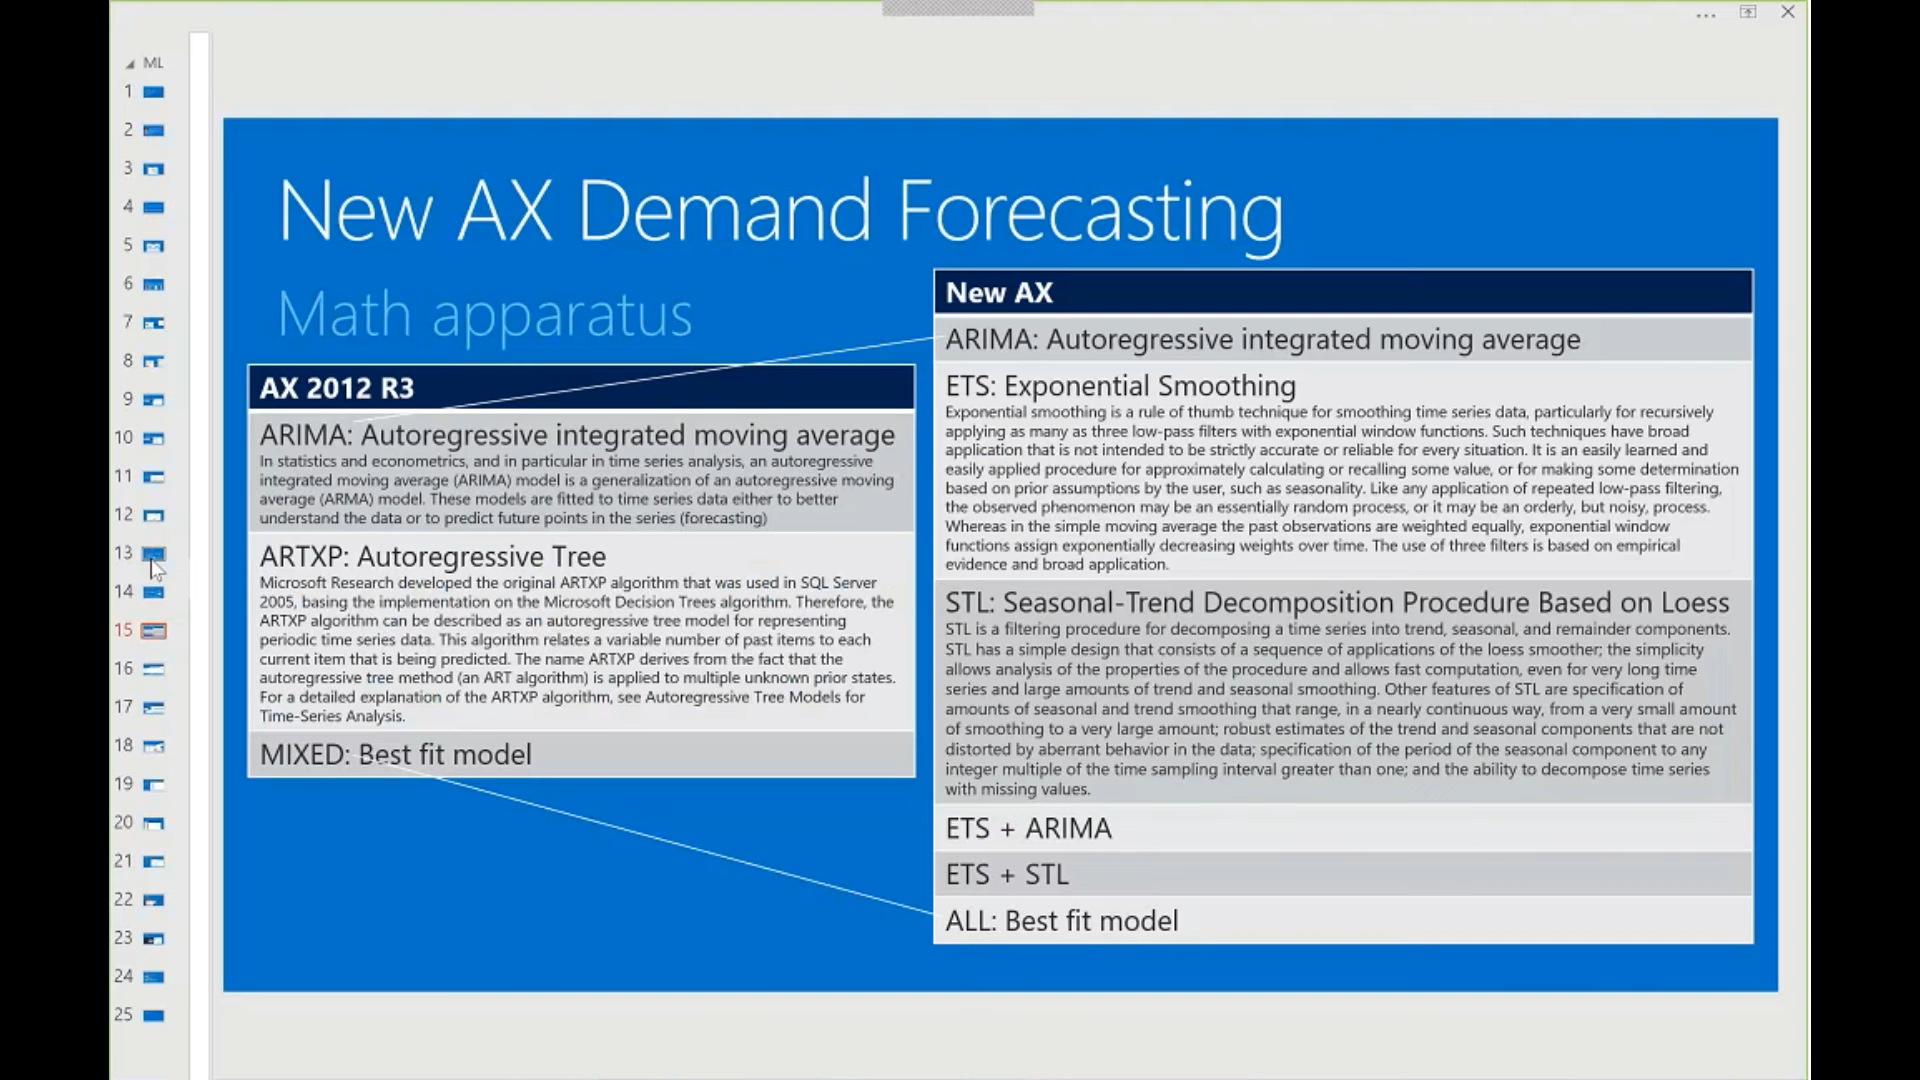 ML
1
2
3
4
5
6
7
8
9
10
11
12
13
14
15
16
17
18
19
20
21
22
23
24
25
New AX Demand Forecasting
Math apparatus
AX 2012 R3
ARIMA: Autoregressive integrated moving average
In statistics and econometrics, and in particular in time series analysis, an autoregressive
integrated moving average (ARIMA) model is a generalization of an autoregressive moving
average (ARMA) model. These models are fitted to time series data either to better
understand the data or to predict future points in the series (forecasting)
ARTXP: Autoregressive Tree
Microsoft Research developed the original ARTXP algorithm that was used in SQL Server
2005, basing the implementation on the Microsoft Decision Trees algorithm. Therefore, the
ARTXP algorithm can be described as an autoregressive tree model for representing
periodic time series data. This algorithm relates a variable number of past items to each
current item that is being predicted. The name ARTXP derives from the fact that the
autoregressive tree method (an ART algorithm) is applied to multiple unknown prior states.
For a detailed explanation of the ARTXP algorithm, see Autoregressive Tree Models for
Time-Series Analysis.
MIXED: Best fit model
New AX
ARIMA: Autoregressive integrated moving average
ETS: Exponential Smoothing
Exponential smoothing is a rule of thumb technique for smoothing time series data, particularly for recursively
applying as many as three low-pass filters with exponential window functions. Such techniques have broad
application that is not intended to be strictly accurate or reliable for every situation. It is an easily learned and
easily applied procedure for approximately calculating or recalling some value, or for making some determination
based on prior assumptions by the user, such as seasonality. Like any application of repeated low-pass filtering,
the observed phenomenon may be an essentially random process, or it may be an orderly, but noisy, process.
Whereas in the simple moving average the past observations are weighted equally, exponential window
functions assign exponentially decreasing weights over time. The use of three filters is based on empirical
evidence and broad application.
STL: Seasonal-Trend Decomposition Procedure Based on Loess
STL is a filtering procedure for decomposing a time series into trend, seasonal, and remainder components.
STL has a simple design that consists of a sequence of applications of the loess smoother; the simplicity
allows analysis of the properties of the procedure and allows fast computation, even for very long time
series and large amounts of trend and seasonal smoothing. Other features of STL are specification of
amounts of seasonal and trend smoothing that range, in a nearly continuous way, from a very small amount
of smoothing to a very large amount; robust estimates of the trend and seasonal components that are not
distorted by aberrant behavior in the data; specification of the period of the seasonal component to any
integer multiple of the time sampling interval greater than one; and the ability to decompose time series
with missing values.
ETS + ARIMA
ETS + STL
ALL: Best fit model